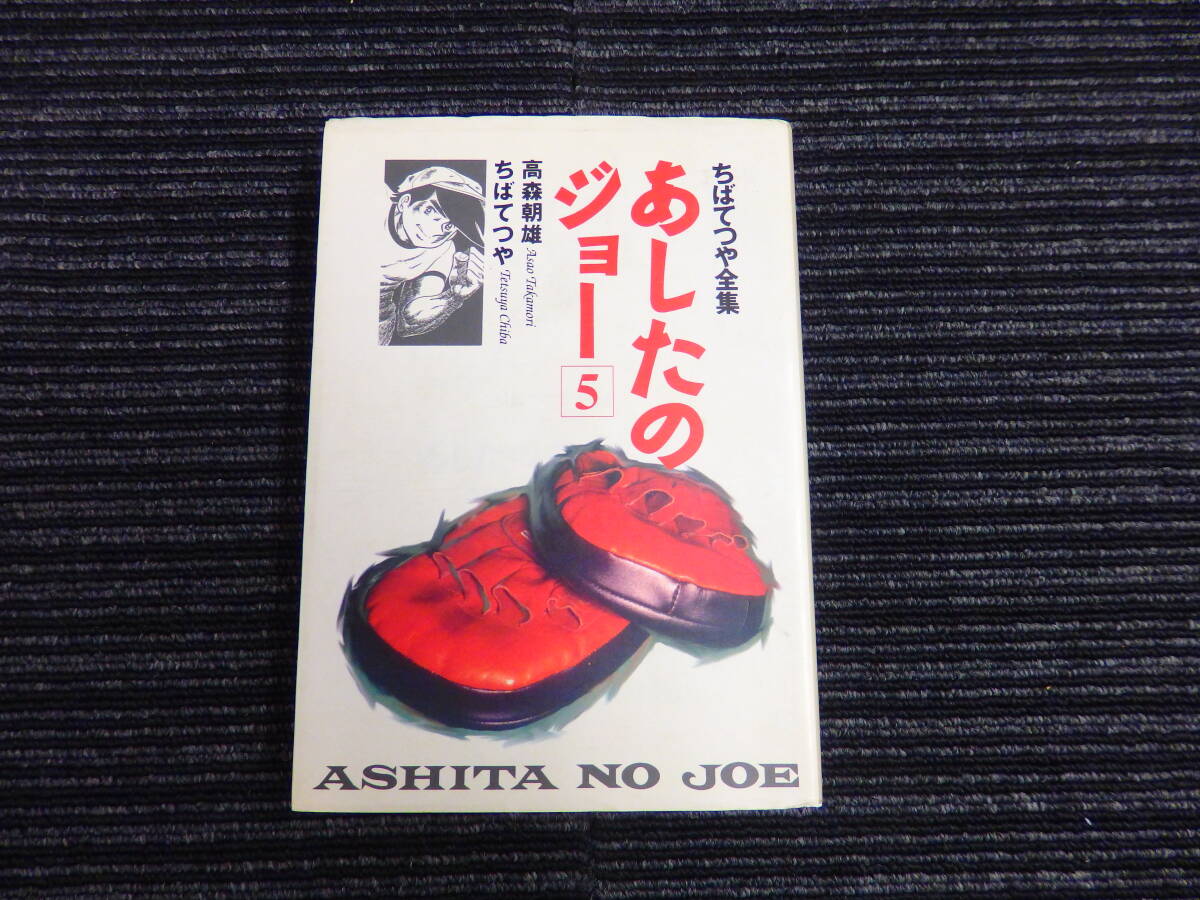 ちばてつや全集
あしたの
ジョー
5
高森朝雄 Asao Takamori
ちばてつや Tetsuya Chiba
ASHITA NO JOE